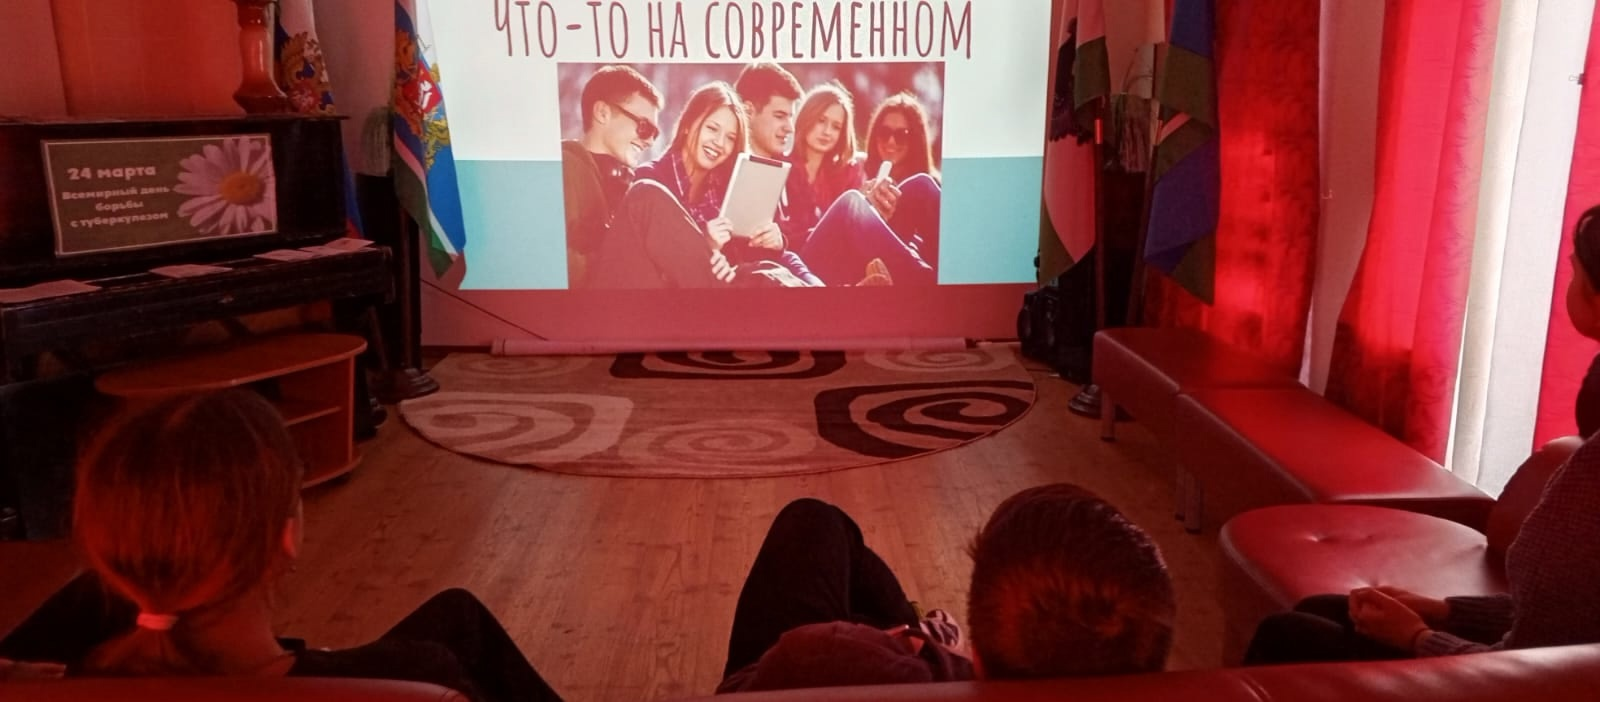 ЧТО-ТО НА СОВРЕМЕННОМ
24 марта
Всемирный день
борьбы
с туберкулезом